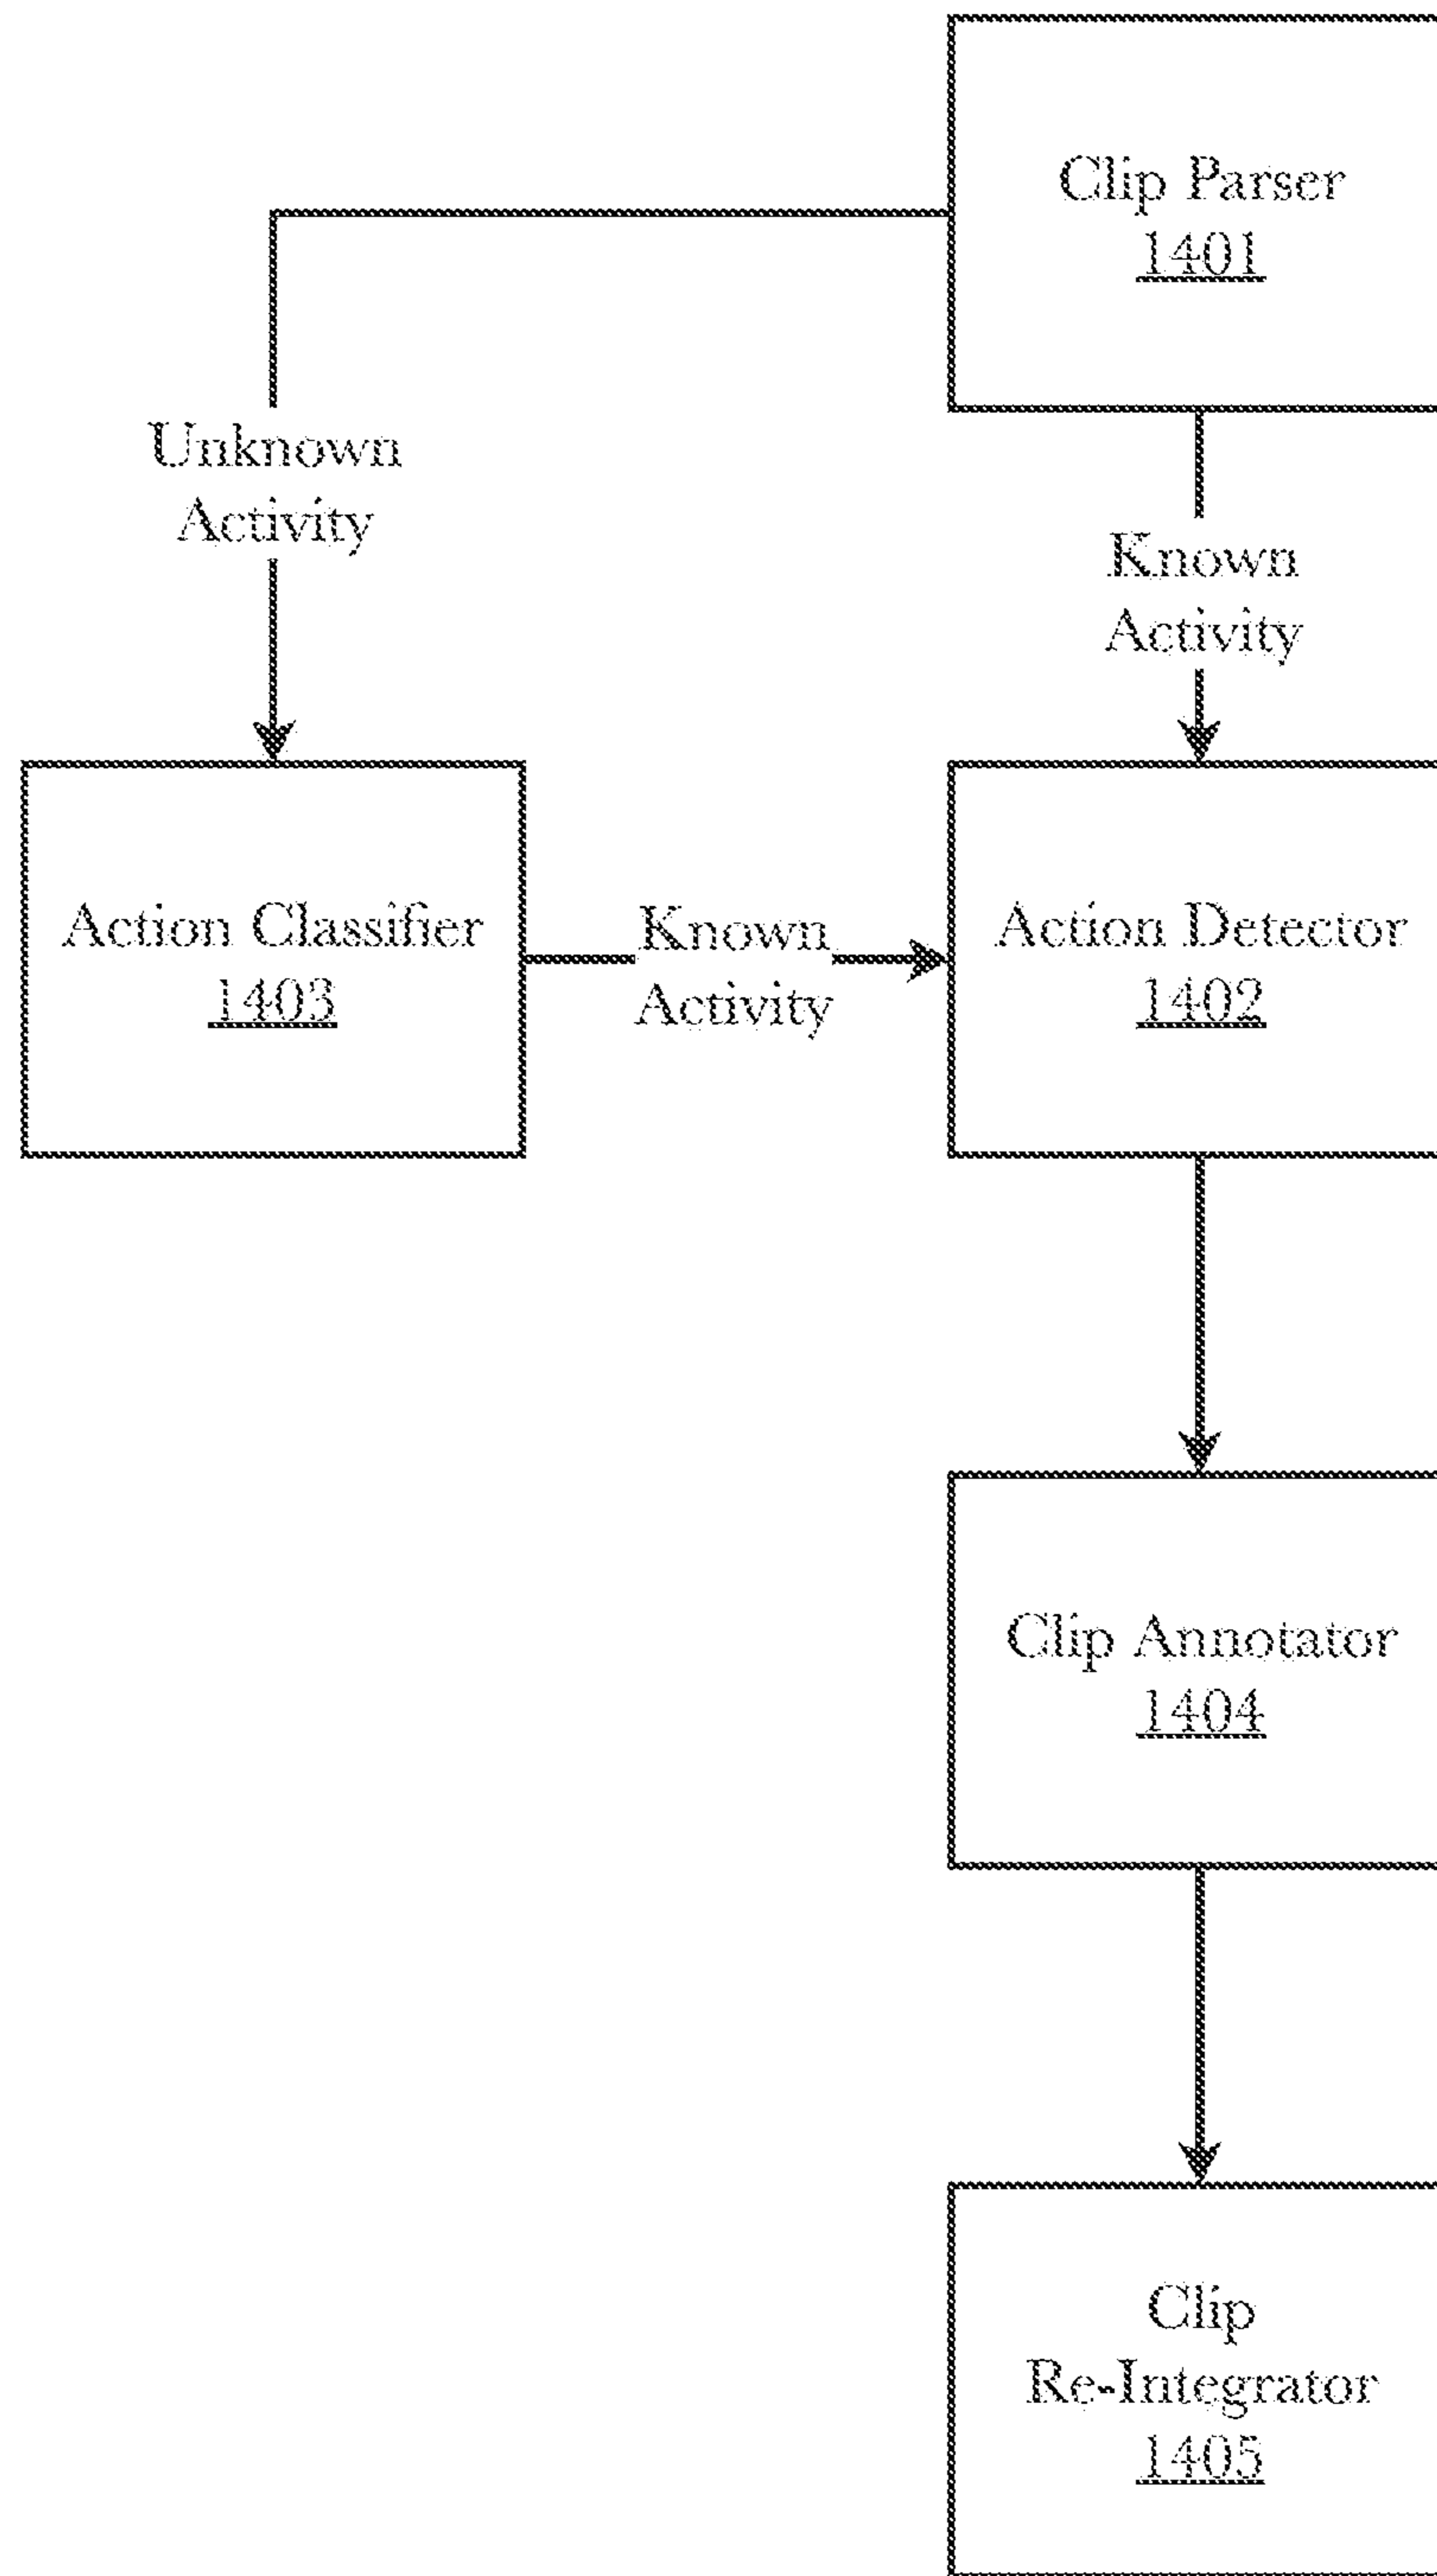 Clip Parser
1401
Unknown
Activity
Known
Activity
Action Classifier
1403
Known
Activity
Action Detector
1402
Clip Annotator
1404
Clip
Re-Integrator
1405